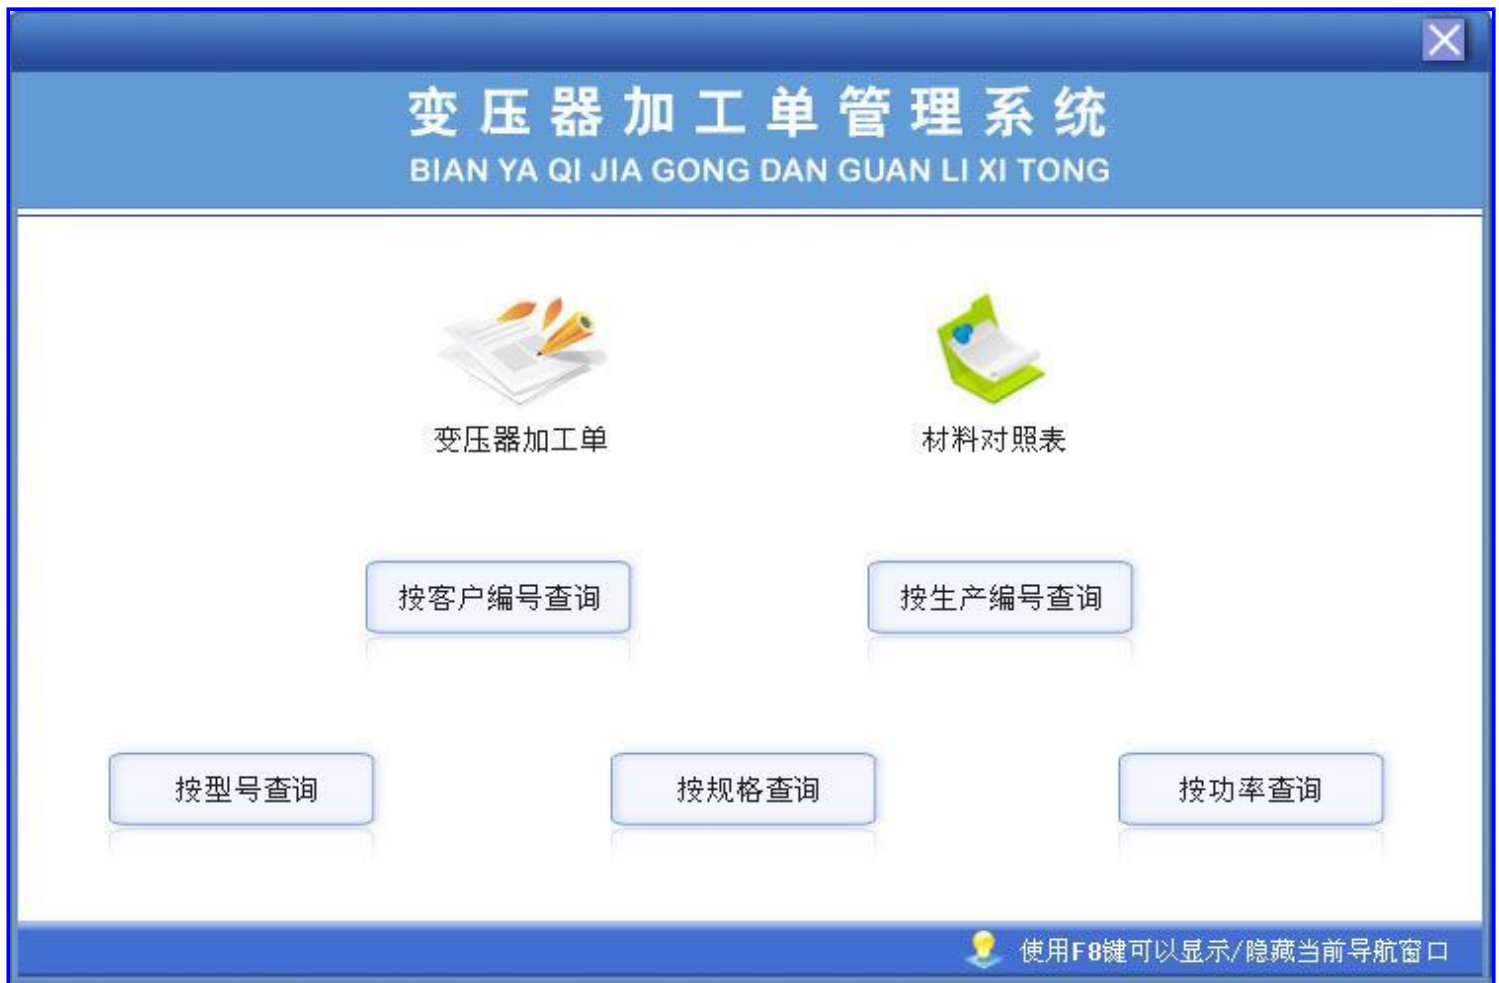 变压器加工单管理系统
BIAN YA QI JIA GONG DAN GUAN LI XI TONG
变压器加工单
材料对照表
按客户编号查询
按生产编号查询
按型号查询
按规格查询
按功率查询
使用F8键可以显示/隐藏当前导航窗口